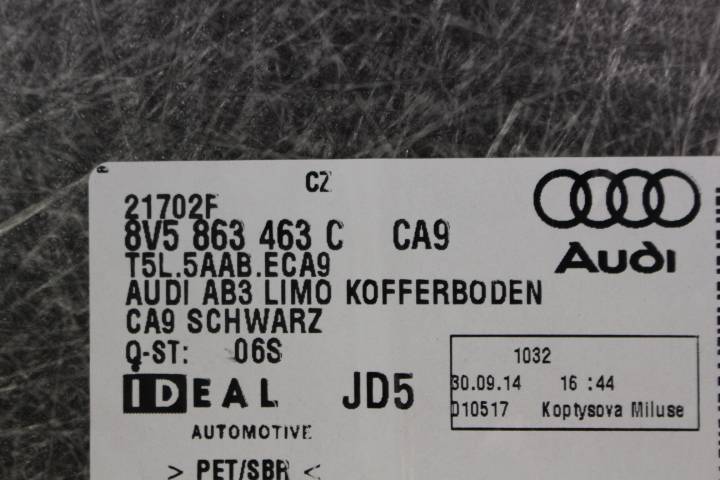 CZ
21702F
8V5 863 463 C CA9
Audi
T5L.5AAB.ECA9
AUDI AB3 LIMO KOFFERBODEN
CA9 SCHWARZ
Q-ST: 06S
IDEAL JD5
AUTOMOTIVE
1032
30.09.14 16:44
D10517 Koptysova Miluse
> PET/SBR <